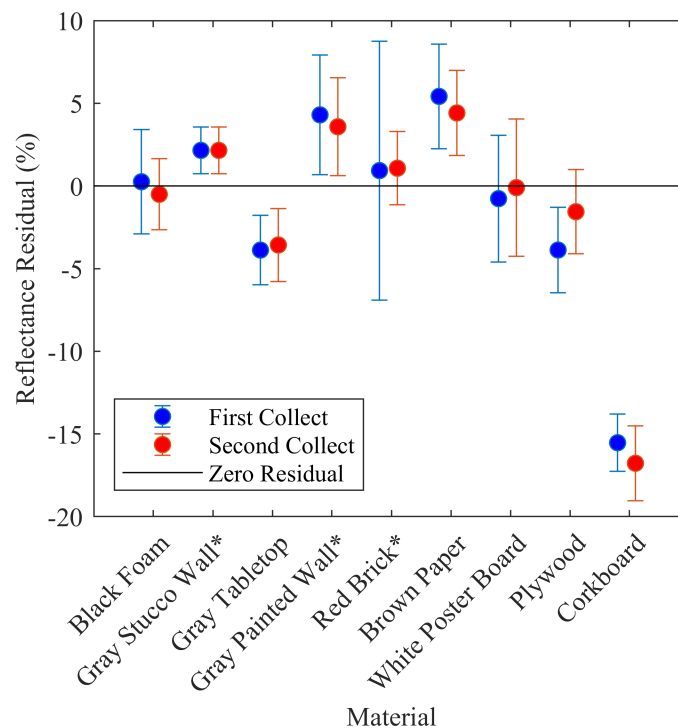 10
5
0
-5
-10
-15
-20
Reflectance Residual (%)
First Collect
Second Collect
Zero Residual
Black Foam
Gray Stucco Wall*
Gray Tabletop
Gray Painted Wall*
Red Brick*
Brown Paper
White Poster Board
Plywood
Corkboard
Material